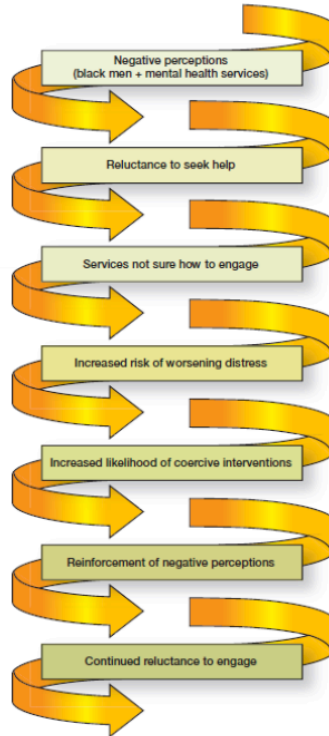 Negative perceptions
(black men + mental health services)
Reluctance to seek help
Services not sure how to engage
Increased risk of worsening distress
Increased likelihood of coercive interventions
Reinforcement of negative perceptions
Continued reluctance to engage